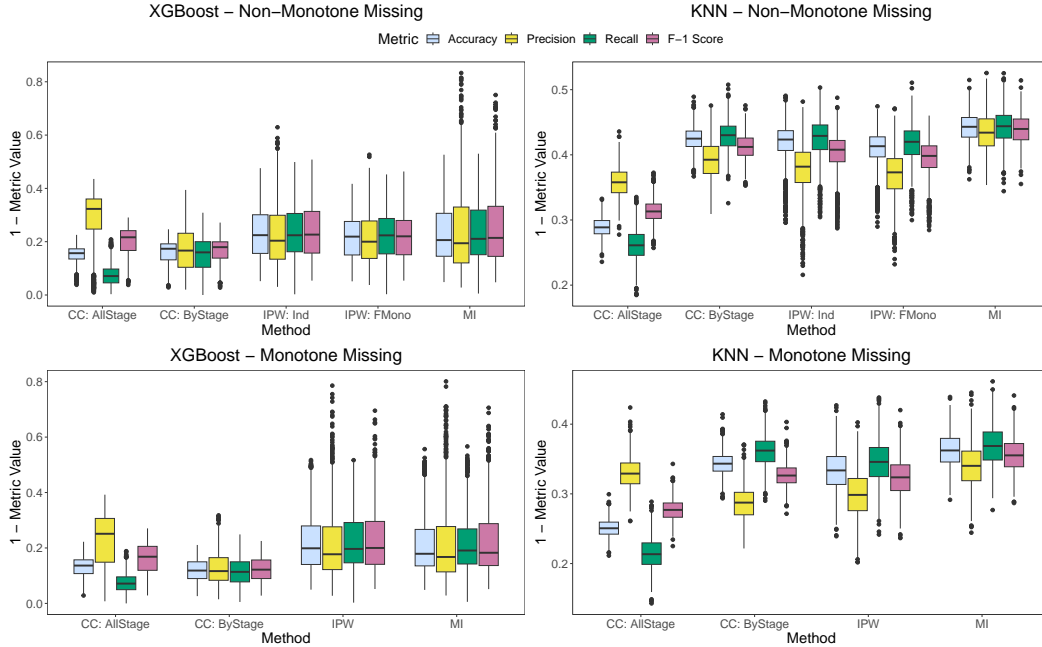 XGBoost − Non−Monotone Missing
KNN − Non−Monotone Missing
Metric Accuracy Precision Recall F−1 Score
1 − Metric Value
0.8
0.6
0.4
0.2
0.0
CC: AllStage CC: ByStage IPW: Ind IPW: FMono MI
Method
1 − Metric Value
0.5
0.4
0.3
0.2
CC: AllStage CC: ByStage IPW: Ind IPW: FMono MI
Method
XGBoost − Monotone Missing
1 − Metric Value
0.8
0.6
0.4
0.2
0.0
CC: AllStage CC: ByStage IPW MI
Method
KNN − Monotone Missing
1 − Metric Value
0.4
0.3
0.2
CC: AllStage CC: ByStage IPW MI
Method